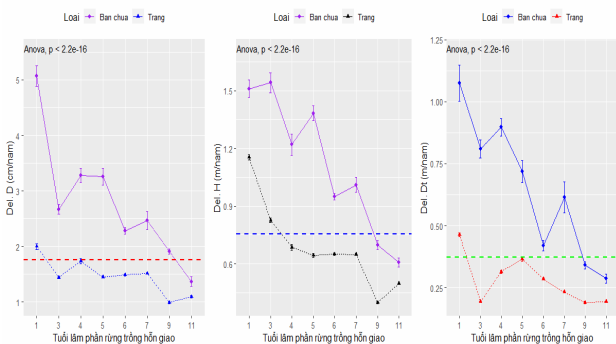 Loai Ban chua Trang
Anova, p < 2.2e-16
Del. D (cm/nam)
5
4
3
2
1
1 3 4 5 6 7 9 11
Tuổi lâm phần rừng trồng hỗn giao
Loai Ban chua Trang
Anova, p < 2.2e-16
Del. H (m/nam)
1.5
1.2
0.9
0.6
1 3 4 5 6 7 9 11
Tuổi lâm phần rừng trồng hỗn giao
Loai Ban chua Trang
Anova, p < 2.2e-16
Del. Dt (m/nam)
1.25
1.00
0.75
0.50
0.25
1 3 4 5 6 7 9 11
Tuổi lâm phần rừng trồng hỗn giao